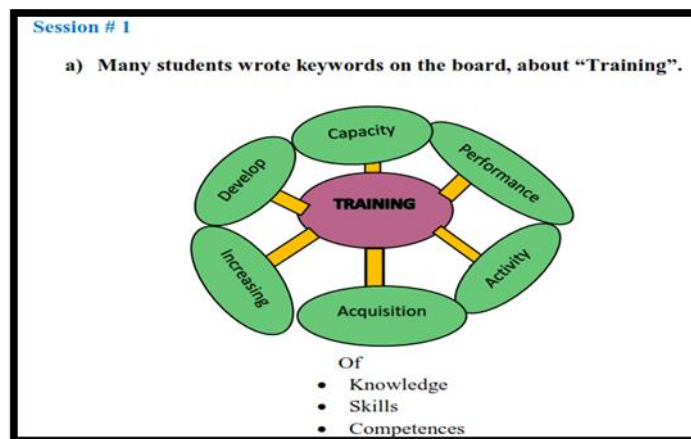 Session # 1
a) Many students wrote keywords on the board, about “Training”.
Capacity
Performance
Develop
TRAINING
Increasing
Activity
Acquisition
Of
• Knowledge
• Skills
• Competences